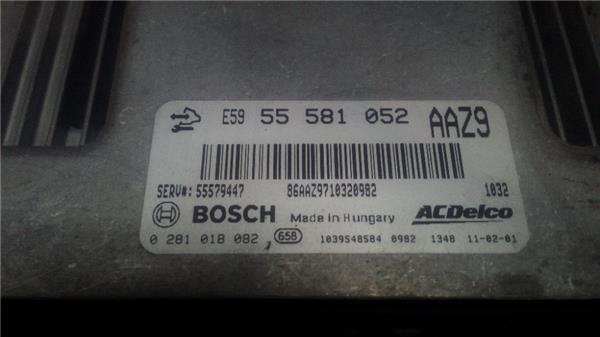 E59 55 581 052 AAZ9
SERV#: 55579447 86AAZ9710320982 1032
BOSCH Made in Hungary ACDelco
0 281 018 082 658 1039S48584 0982 1348 11-02-01